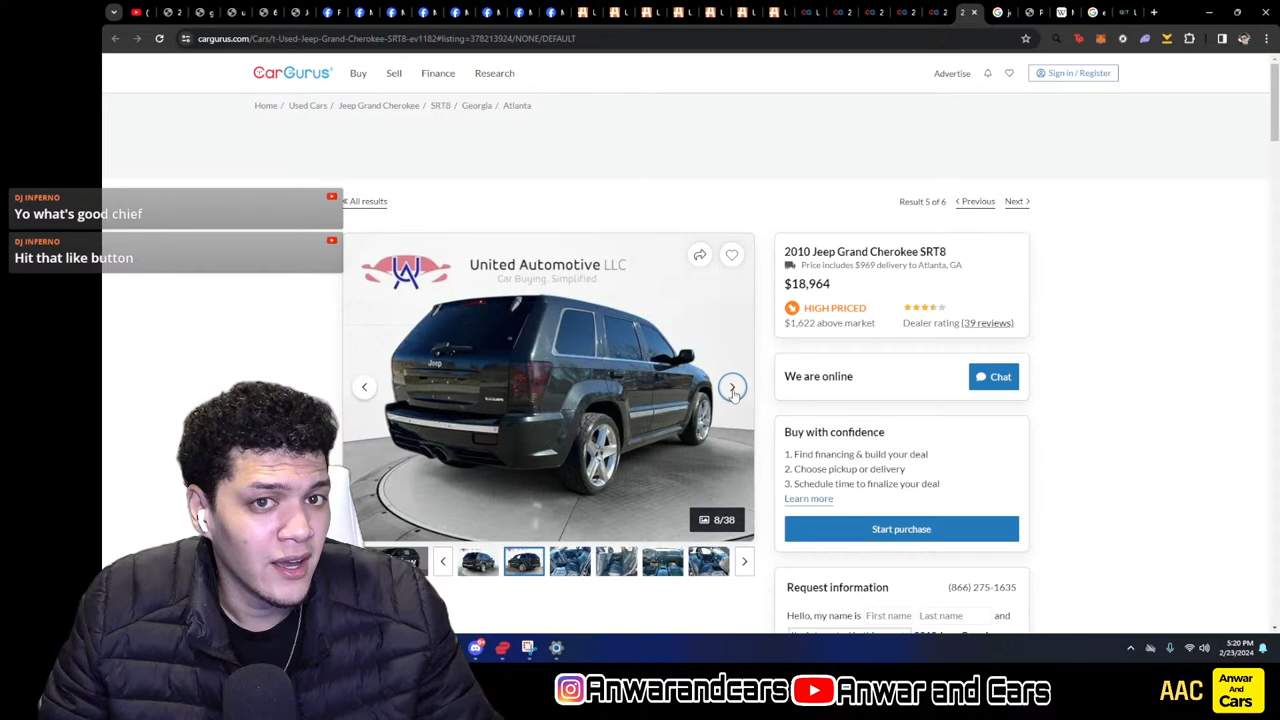 cargurus.com/Cars/t-Used-Jeep-Grand-Cherokee-SRT8-ev1182#listing=378213924/NONE/DEFAULT
CarGurus
Buy
Sell
Finance
Research
Advertise
Sign in / Register
Home / Used Cars / Jeep Grand Cherokee / SRT8 / Georgia / Atlanta
DJ INFERNO
Yo what's good chief
DJ INFERNO
Hit that like button
All results
Result 5 of 6
Previous
Next
United Automotive LLC
Car Buying. Simplified
Jeep
8/38
2010 Jeep Grand Cherokee SRT8
Price includes $969 delivery to Atlanta, GA
$18,964
HIGH PRICED
$1,622 above market
Dealer rating (39 reviews)
We are online
Chat
Buy with confidence
1. Find financing & build your deal
2. Choose pickup or delivery
3. Schedule time to finalize your deal
Learn more
Start purchase
Request information
(866) 275-1635
Hello, my name is First name Last name and
5:20 PM
2/23/2024
@Anwarandcars
Anwar and Cars
AAC
Anwar
And
Cars